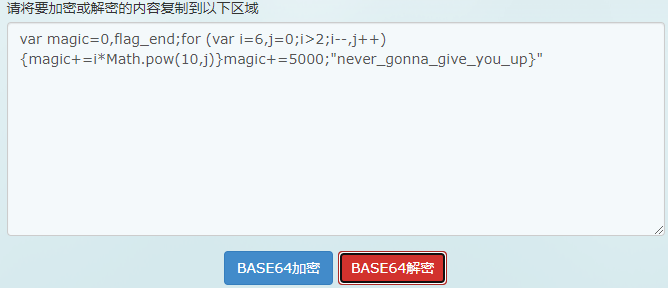 请将要加密或解密的内容复制到以下区域
var magic=0,flag_end;for (var i=6,j=0;i>2;i--,j++)
{magic+=i*Math.pow(10,j)}magic+=5000;"never_gonna_give_you_up}"
BASE64加密 BASE64解密